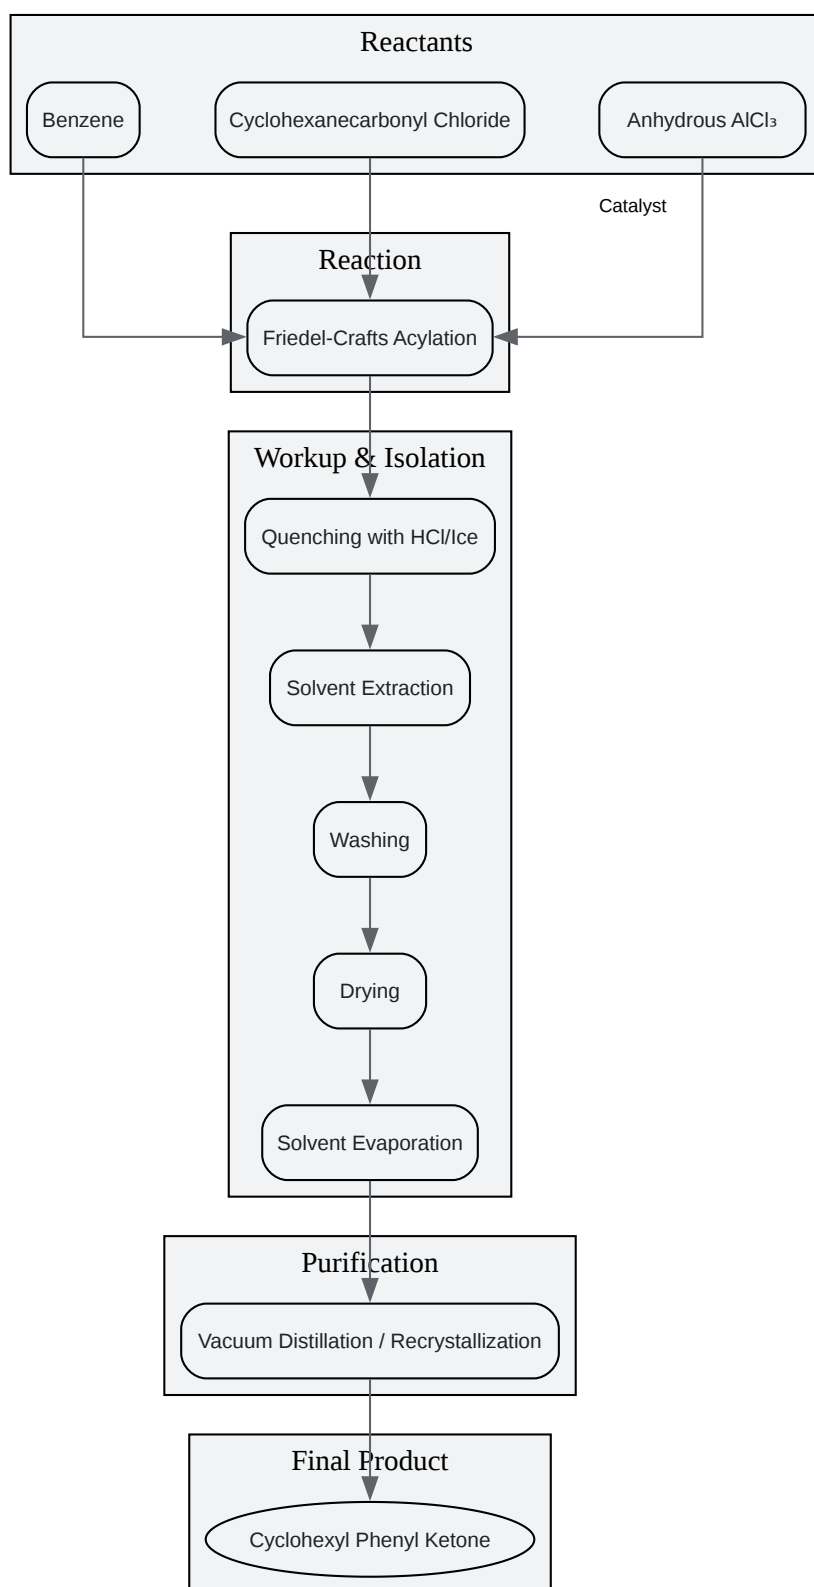 Reactants
Benzene
Cyclohexanecarbonyl Chloride
Anhydrous AlCl₃
Catalyst
Reaction
Friedel-Crafts Acylation
Workup & Isolation
Quenching with HCl/Ice
Solvent Extraction
Washing
Drying
Solvent Evaporation
Purification
Vacuum Distillation / Recrystallization
Final Product
Cyclohexyl Phenyl Ketone